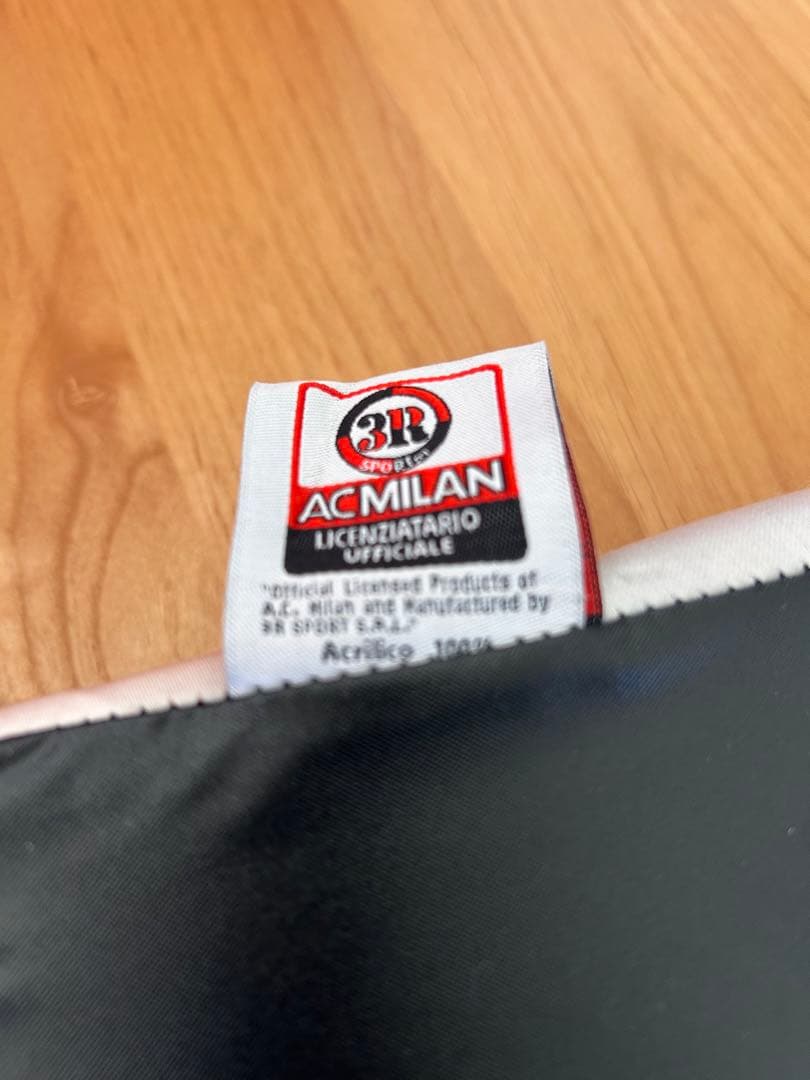 3R
SPORT
AC MILAN
LICENZIATARIO
UFFICIALE
"Official Licensed Products of
A.C. Milan and Manufactured by
3R SPORT S.R.L."
Acrilico 100%